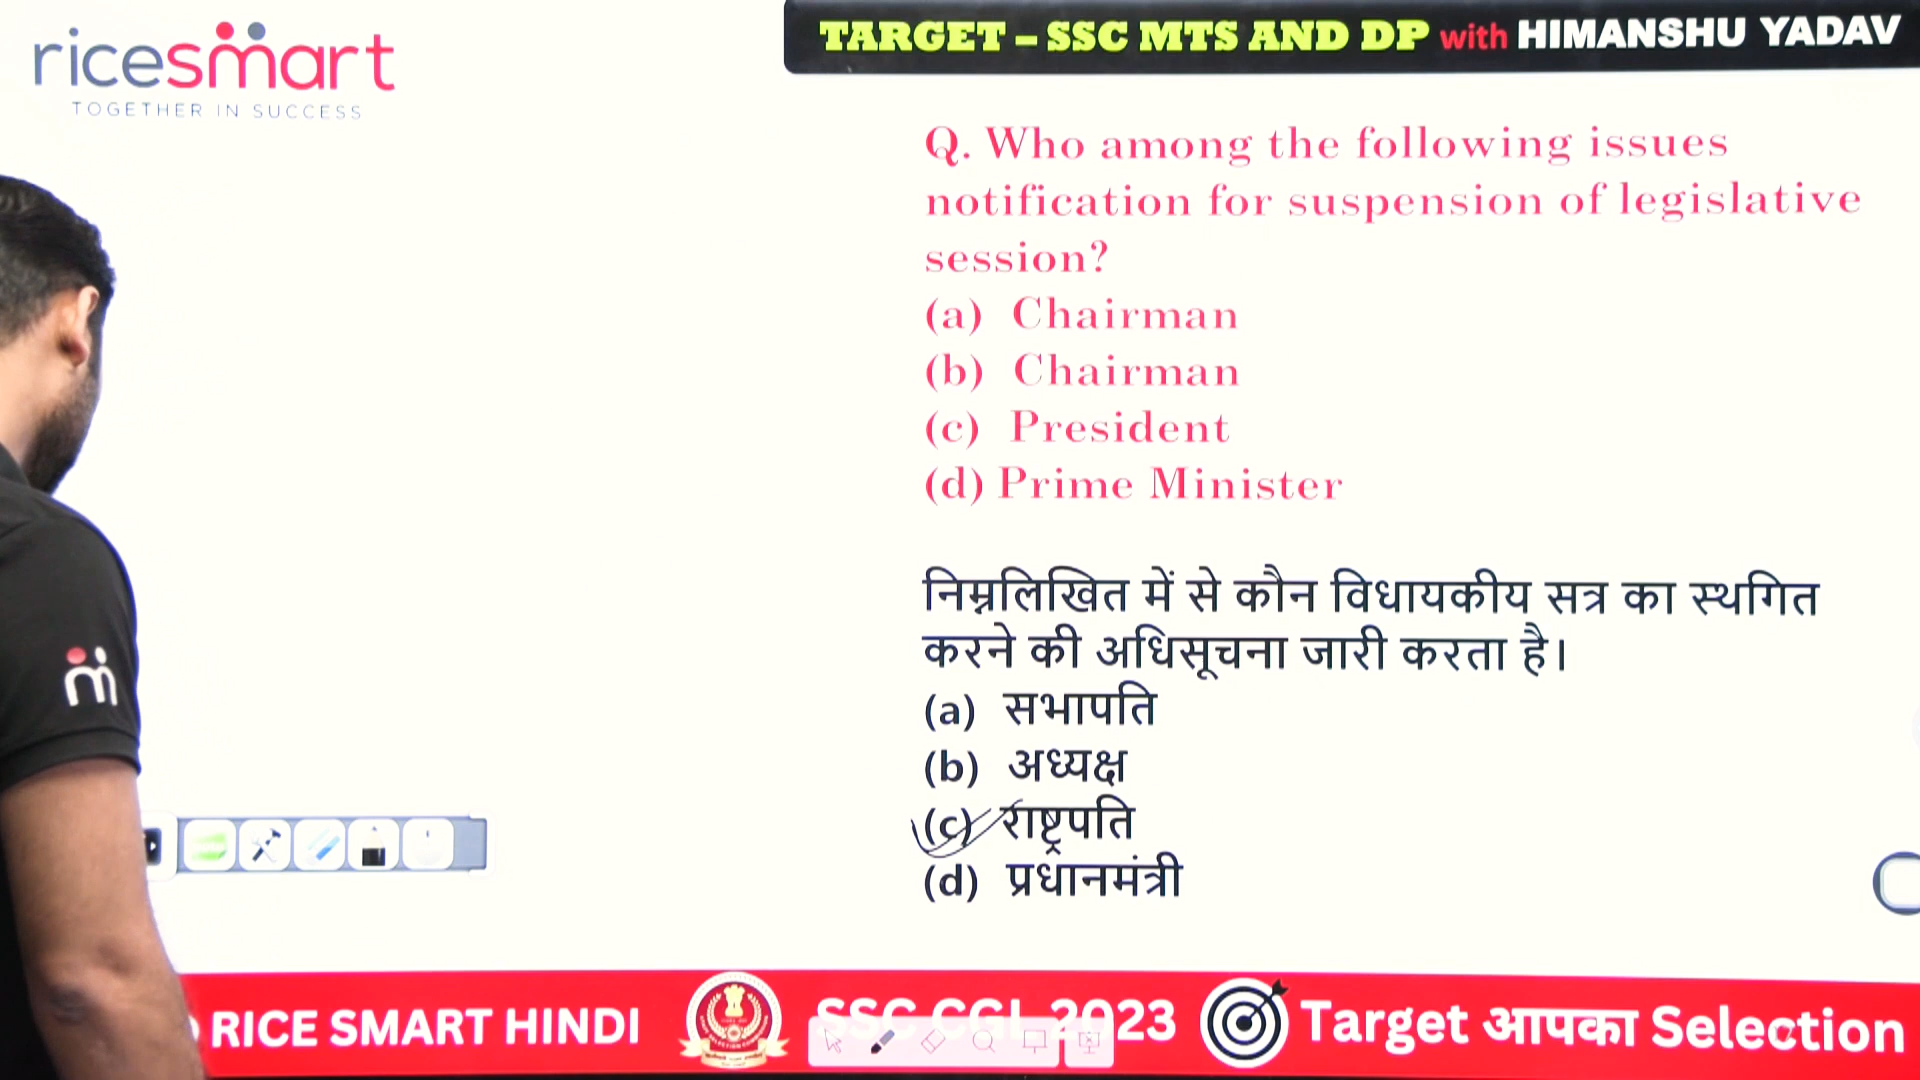 ricesmart
TOGETHER IN SUCCESS
TARGET – SSC MTS AND DP with HIMANSHU YADAV
Q. Who among the following issues
notification for suspension of legislative
session?
(a) Chairman
(b) Chairman
(c) President
(d) Prime Minister
निम्नलिखित में से कौन विधायकीय सत्र का स्थगित
करने की अधिसूचना जारी करता है।
(a) सभापति
(b) अध्यक्ष
(c) राष्ट्रपति
(d) प्रधानमंत्री
RICE SMART HINDI
SSC CGL 2023
Target आपका Selection